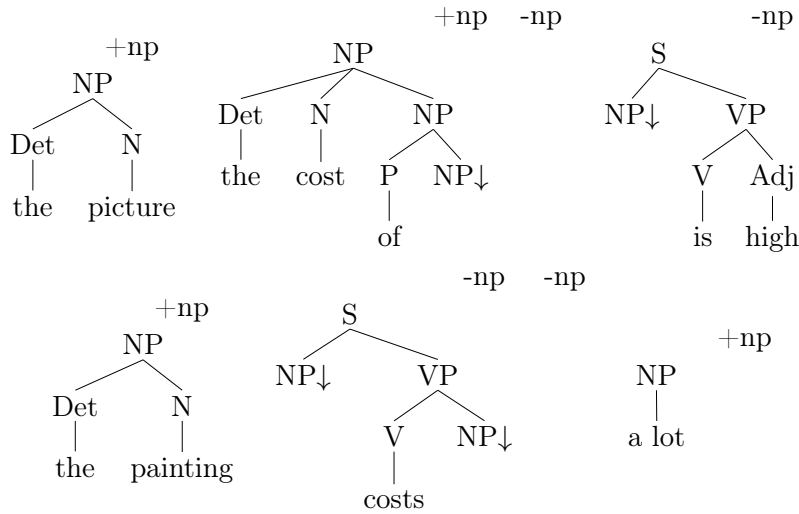 +np -np -np
+np NP S
NP Det N NP NP↓ VP
Det N the cost P NP↓ V Adj
the picture of is high
-np -np
+np S +np
NP NP↓ VP NP
Det N V NP↓ a lot
the painting costs